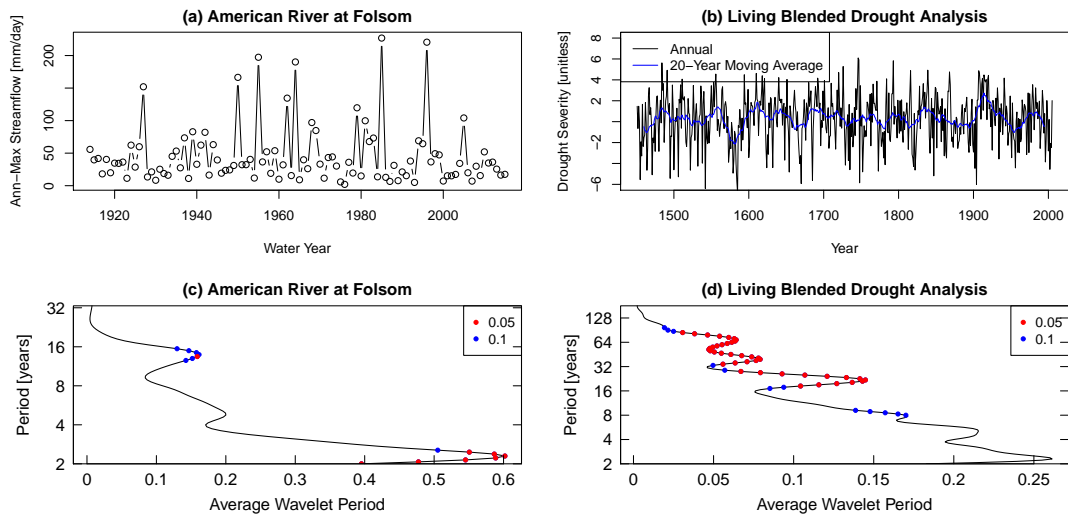 (a) American River at Folsom
Ann−Max Streamflow [mm/day]
0 50 100 200
1920 1940 1960 1980 2000
Water Year
(b) Living Blended Drought Analysis
Annual
20−Year Moving Average
Drought Severity [unitless]
−6 −2 2 4 6 8
1500 1600 1700 1800 1900 2000
Year
(c) American River at Folsom
0.05
0.1
Period [years]
2 4 8 16 32
0 0.1 0.2 0.3 0.4 0.5 0.6
Average Wavelet Period
(d) Living Blended Drought Analysis
0.05
0.1
Period [years]
2 4 8 16 32 64 128
0 0.05 0.1 0.15 0.2 0.25
Average Wavelet Period